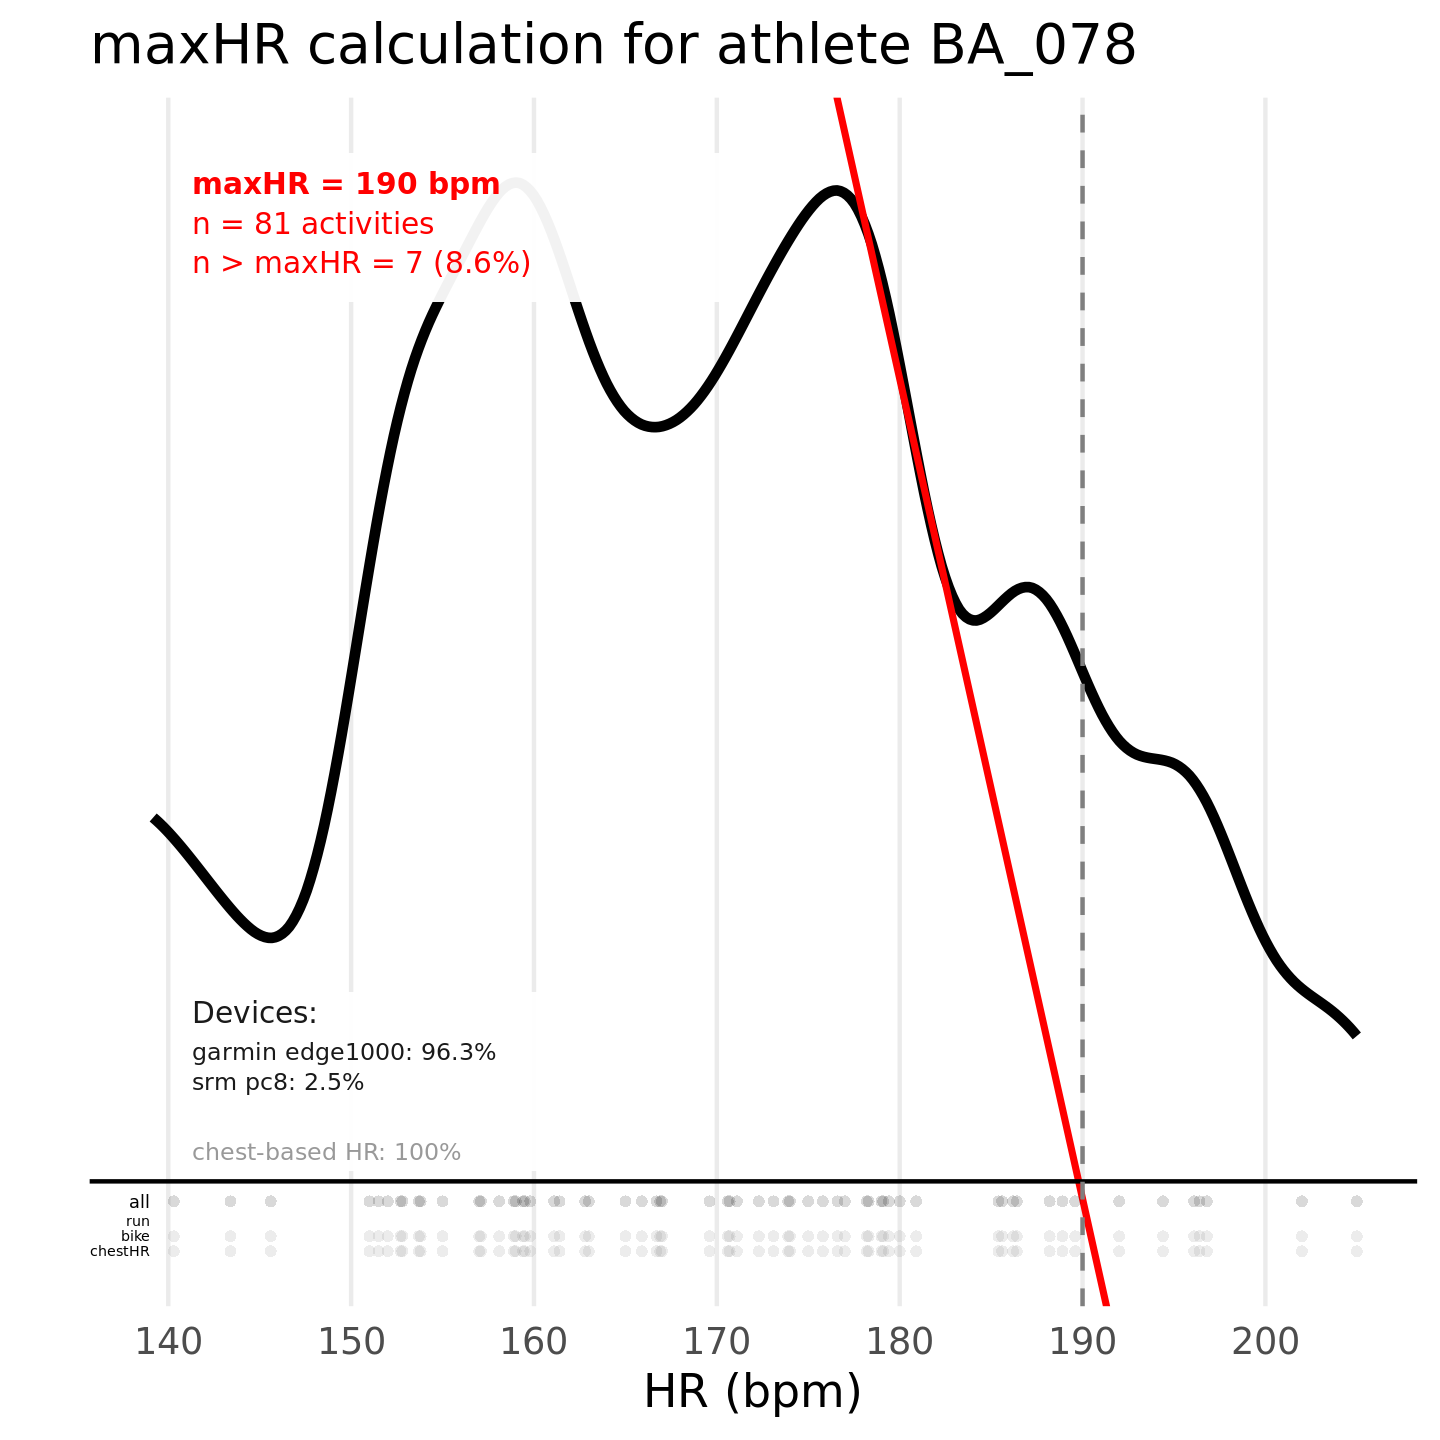 maxHR calculation for athlete BA_078
maxHR = 190 bpm
n = 81 activities
n > maxHR = 7 (8.6%)
Devices:
garmin edge1000: 96.3%
srm pc8: 2.5%
chest-based HR: 100%
all
run
bike
chestHR
140 150 160 170 180 190 200
HR (bpm)